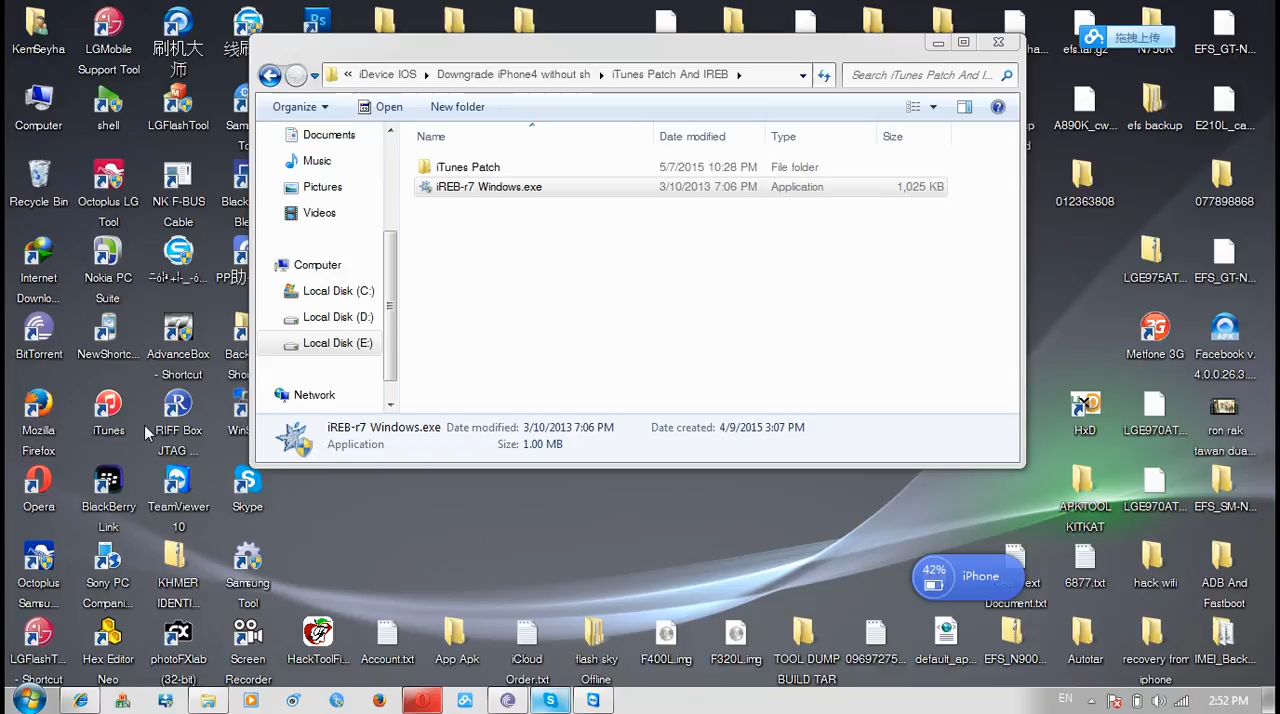 KemSeyha
LGMobile
Support Tool
刷机大
师
Ps
iDevice IOS
Downgrade iPhone4 without sh
iTunes Patch And IREB
Search iTunes Patch And I...
Organize
Open
New folder
Documents
Music
Pictures
Videos
Computer
Local Disk (C:)
Local Disk (D:)
Local Disk (E:)
Network
Name
Date modified
Type
Size
iTunes Patch
5/7/2015 10:28 PM
File folder
iREB-r7 Windows.exe
3/10/2013 7:06 PM
Application
1,025 KB
iREB-r7 Windows.exe
Date modified: 3/10/2013 7:06 PM
Date created: 4/9/2015 3:07 PM
Application
Size: 1.00 MB
拖拽上传
efs.tar.gz
N750K
EFS_GT-N...
Computer
shell
LGFlashTool
A890K_cw...
efs backup
E210L_ca...
Recycle Bin
Octoplus LG
Tool
NK F-BUS
Cable
012363808
077898868
Internet
Downlo...
Nokia PC
Suite
LGE975AT...
EFS_GT-N...
BitTorrent
NewShortc...
AdvanceBox
- Shortcut
Metfone 3G
Facebook v.
4.0.0.26.3....
Mozilla
Firefox
iTunes
RIFF Box
JTAG ...
HxD
LGE970AT...
ron rak
tawan dua...
Opera
BlackBerry
Link
TeamViewer
10
Skype
APKTOOL
KITKAT
LGE970AT...
EFS_SM-N...
42%
iPhone
Octoplus
Samsu...
Sony PC
Compani...
KHMER
IDENTI...
Samsung
Tool
Document.txt
6877.txt
hack wifi
ADB And
Fastboot
LGFlashT...
- Shortcut
Hex Editor
Neo
photoFXlab
(32-bit)
Screen
Recorder
HackToolFi...
Account.txt
App Apk
iCloud
Order.txt
flash sky
Offline
F400L.img
F320L.img
TOOL DUMP
BUILD TAR
09697275...
default_ap...
EFS_N900...
Autotar
recovery from
iphone
IMEI_Back...
EN
2:52 PM